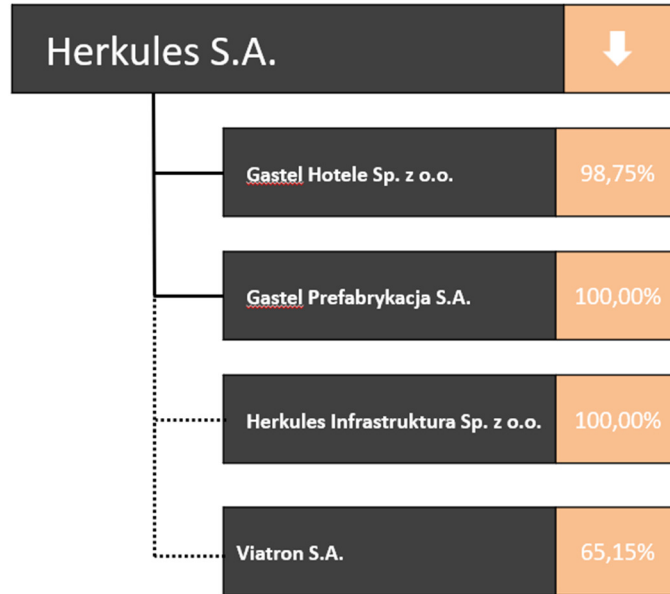 Herkules S.A.
Gastel Hotele Sp. z o.o. 98,75%
Gastel Prefabrykacja S.A. 100,00%
Herkules Infrastruktura Sp. z o.o. 100,00%
Viatron S.A. 65,15%